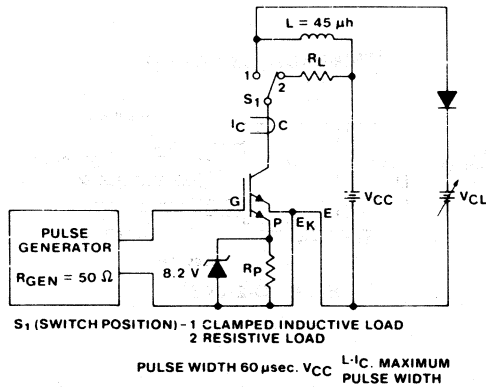 L = 45 μh
RL
1
2
S1
IC
C
G
P
EK
E
VCC
VCL
PULSE
GENERATOR
RGEN = 50 Ω
8.2 V
RP
S1 (SWITCH POSITION) - 1 CLAMPED INDUCTIVE LOAD
2 RESISTIVE LOAD
PULSE WIDTH 60 μsec. VCC L·IC. MAXIMUM
PULSE WIDTH